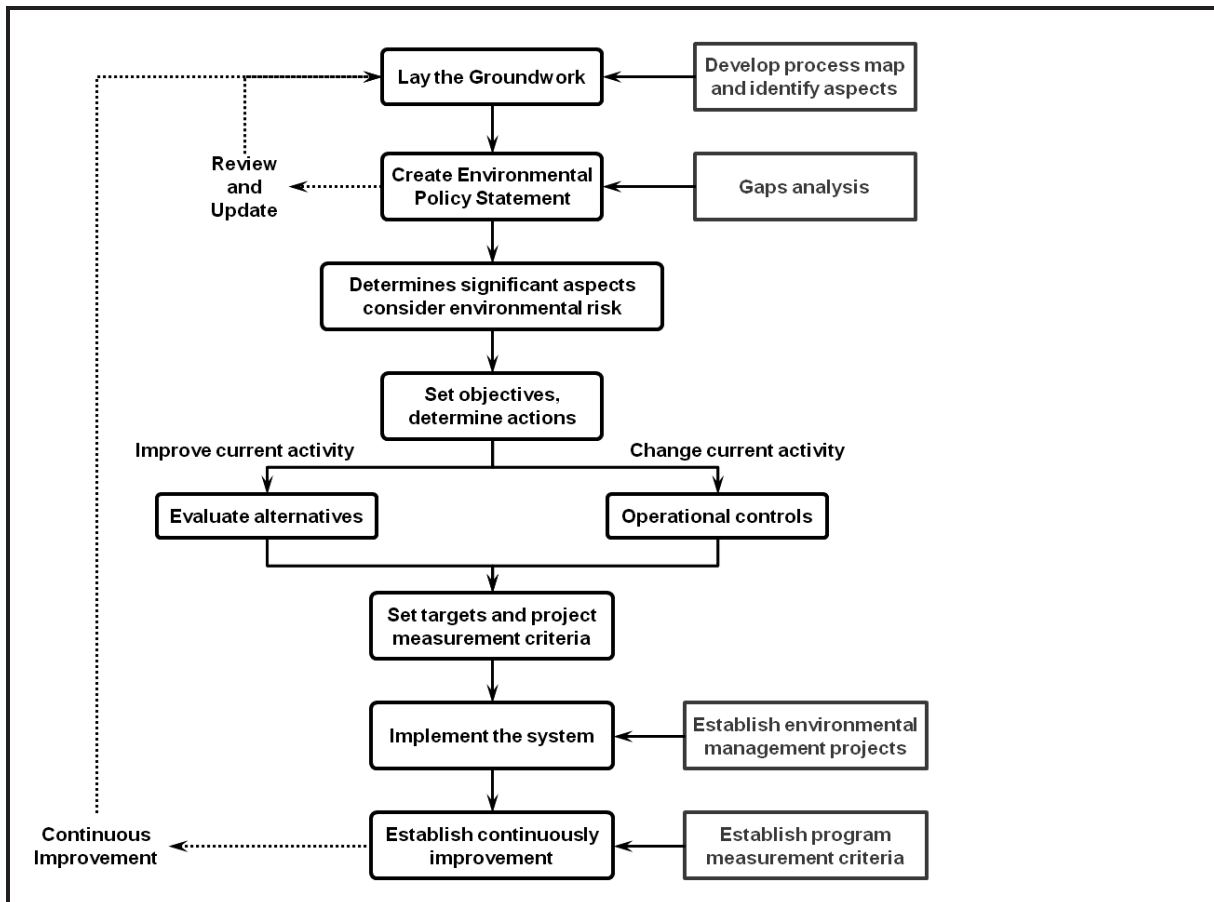 Lay the Groundwork
Develop process map
and identify aspects
Review
and
Update
Create Environmental
Policy Statement
Gaps analysis
Determines significant aspects
consider environmental risk
Set objectives,
determine actions
Improve current activity
Change current activity
Evaluate alternatives
Operational controls
Set targets and project
measurement criteria
Implement the system
Establish environmental
management projects
Continuous
Improvement
Establish continuously
improvement
Establish program
measurement criteria